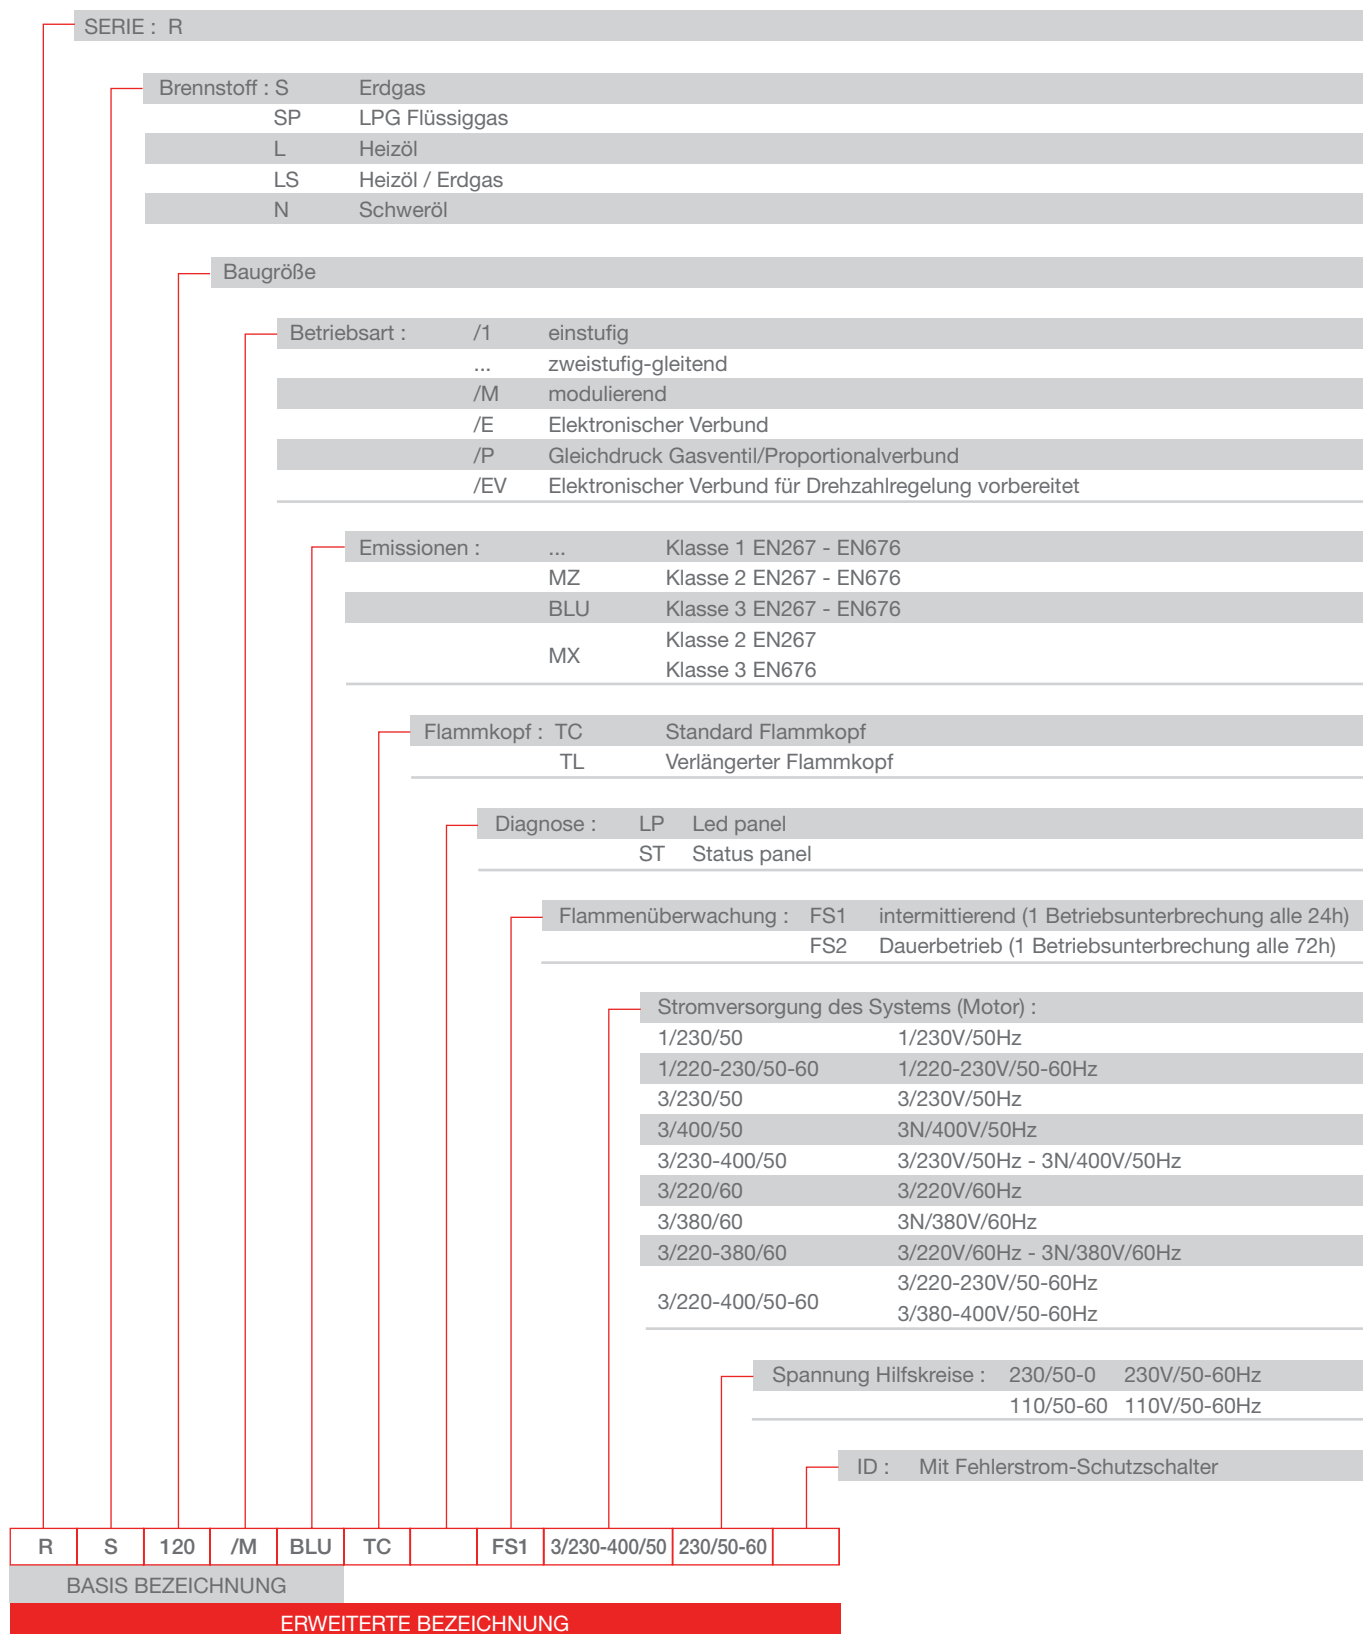 SERIE : R
Brennstoff : S Erdgas
SP LPG Flüssiggas
L Heizöl
LS Heizöl / Erdgas
N Schweröl
Baugröße
Betriebsart : /1 einstufig
... zweistufig-gleitend
/M modulierend
/E Elektronischer Verbund
/P Gleichdruck Gasventil/Proportionalverbund
/EV Elektronischer Verbund für Drehzahlregelung vorbereitet
Emissionen : ... Klasse 1 EN267 - EN676
MZ Klasse 2 EN267 - EN676
BLU Klasse 3 EN267 - EN676
MX Klasse 2 EN267
Klasse 3 EN676
Flammkopf : TC Standard Flammkopf
TL Verlängerter Flammkopf
Diagnose : LP Led panel
ST Status panel
Flammenüberwachung : FS1 intermittierend (1 Betriebsunterbrechung alle 24h)
FS2 Dauerbetrieb (1 Betriebsunterbrechung alle 72h)
Stromversorgung des Systems (Motor) :
1/230/50 1/230V/50Hz
1/220-230/50-60 1/220-230V/50-60Hz
3/230/50 3/230V/50Hz
3/400/50 3N/400V/50Hz
3/230-400/50 3/230V/50Hz - 3N/400V/50Hz
3/220/60 3/220V/60Hz
3/380/60 3N/380V/60Hz
3/220-380/60 3/220V/60Hz - 3N/380V/60Hz
3/220-400/50-60 3/220-230V/50-60Hz
3/380-400V/50-60Hz
Spannung Hilfskreise : 230/50-0 230V/50-60Hz
110/50-60 110V/50-60Hz
ID : Mit Fehlerstrom-Schutzschalter
R S 120 /M BLU TC FS1 3/230-400/50 230/50-60
BASIS BEZEICHNUNG
ERWEITERTE BEZEICHNUNG